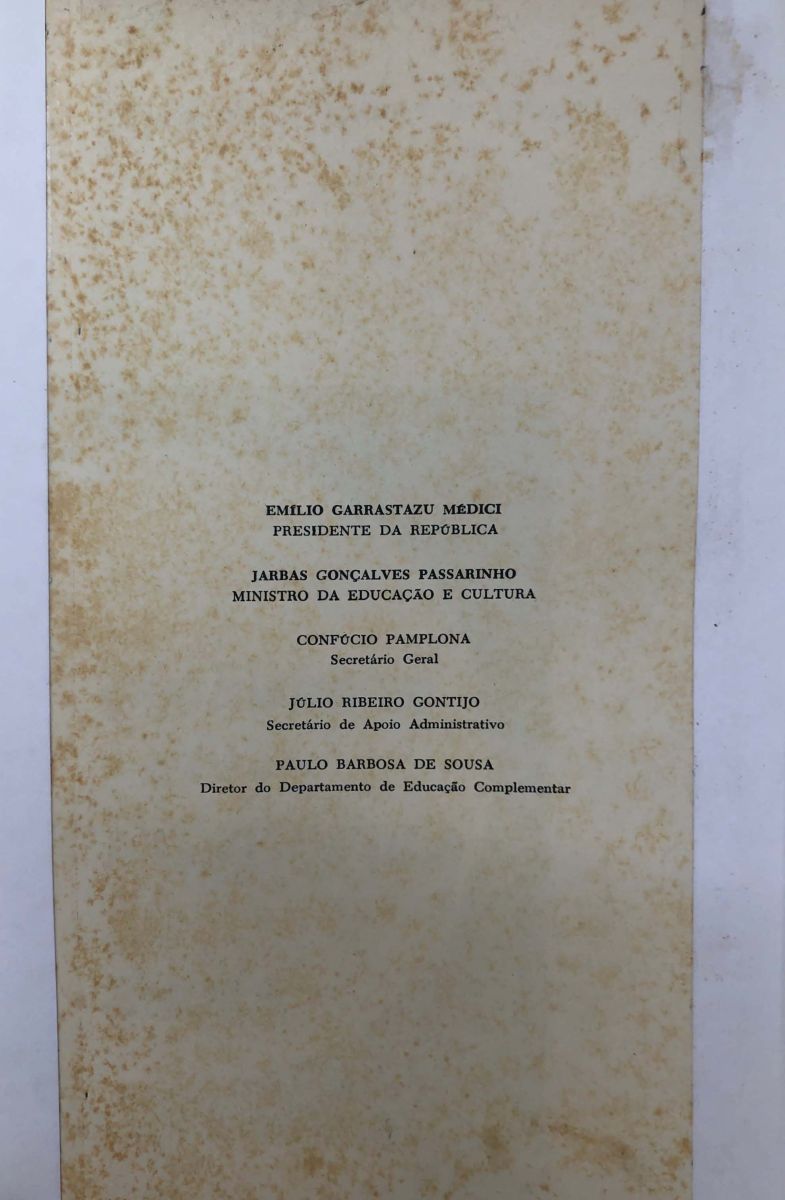 EMÍLIO GARRASTAZU MÉDICI
PRESIDENTE DA REPÚBLICA
JARBAS GONÇALVES PASSARINHO
MINISTRO DA EDUCAÇÃO E CULTURA
CONFÚCIO PAMPLONA
Secretário Geral
JÚLIO RIBEIRO GONTIJO
Secretário de Apoio Administrativo
PAULO BARBOSA DE SOUSA
Diretor do Departamento de Educação Complementar